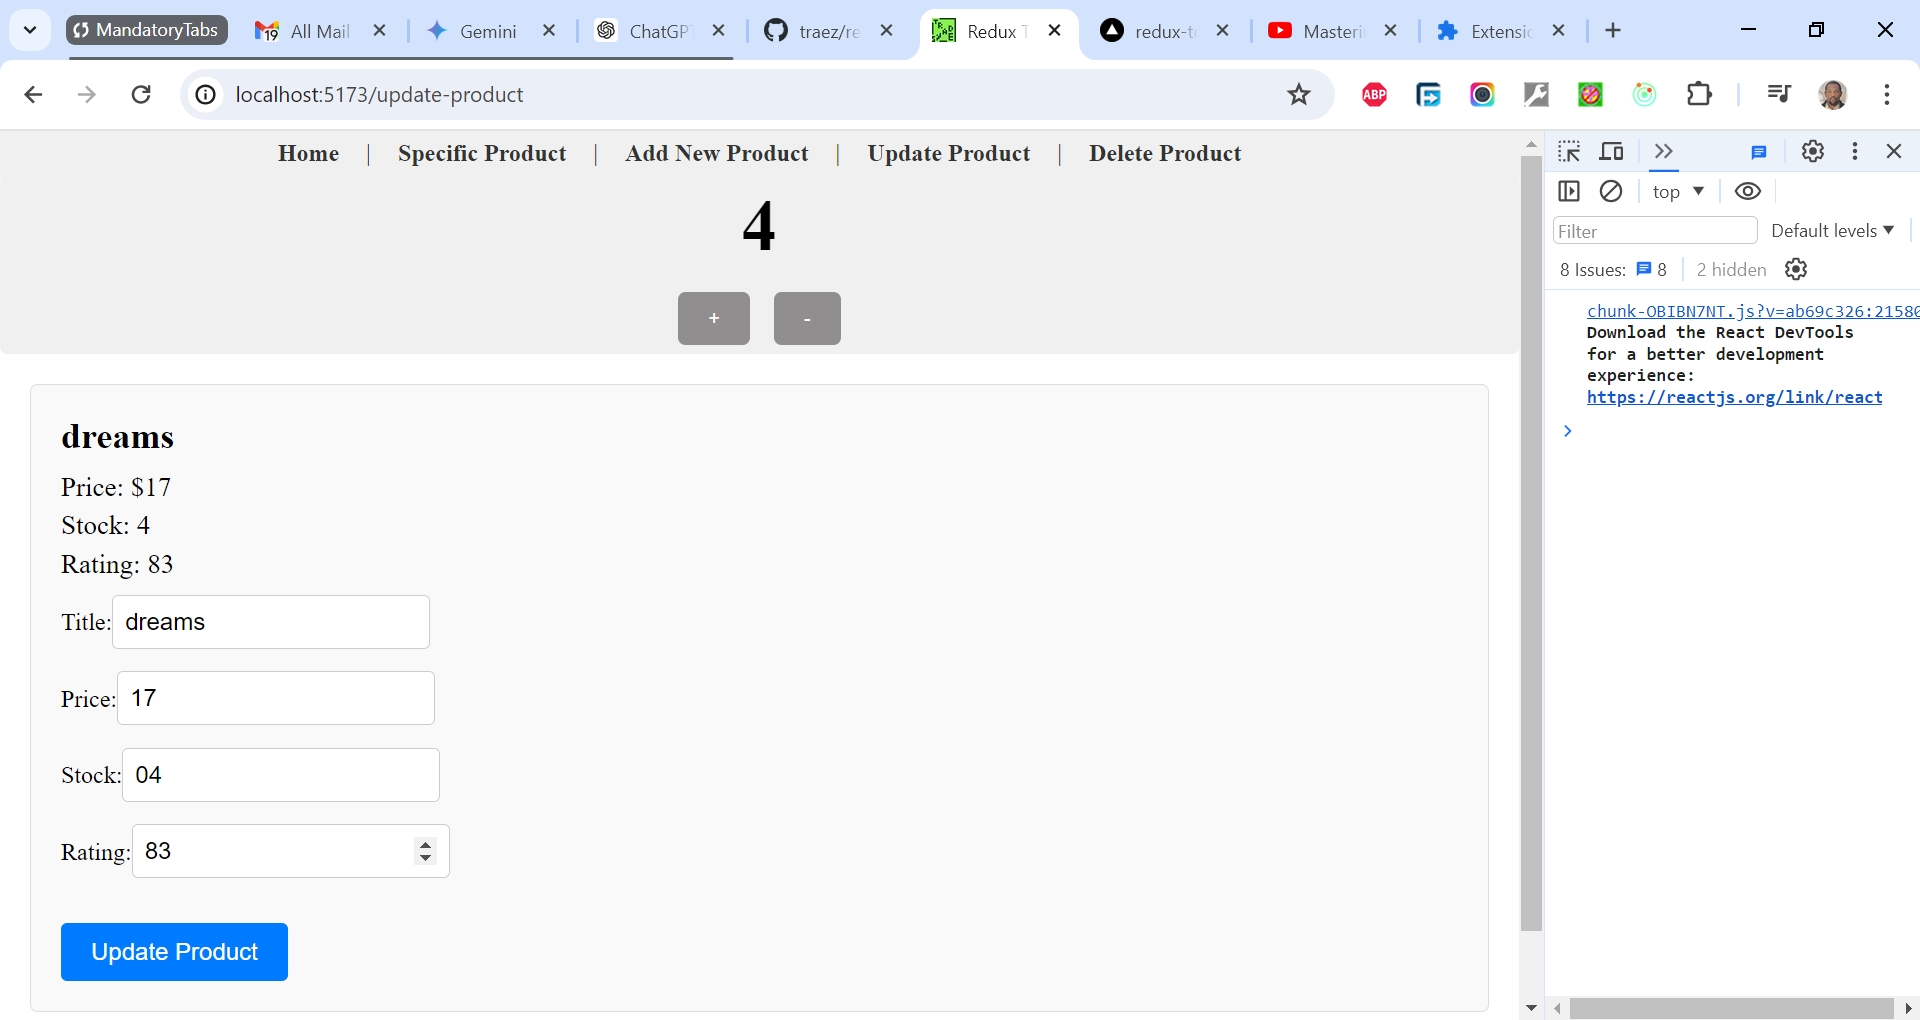 MandatoryTabs
All Mail
Gemini
ChatGP
traez/re
Redux T
redux-t
Masteri
Extensi
localhost:5173/update-product
ABP
Home | Specific Product | Add New Product | Update Product | Delete Product
4
+ -
dreams
Price: $17
Stock: 4
Rating: 83
Title: dreams
Price: 17
Stock: 04
Rating: 83
Update Product
top
Filter
Default levels
8 Issues: 8 2 hidden
chunk-OBIBN7NT.js?v=ab69c326:21580
Download the React DevTools
for a better development
experience:
https://reactjs.org/link/react